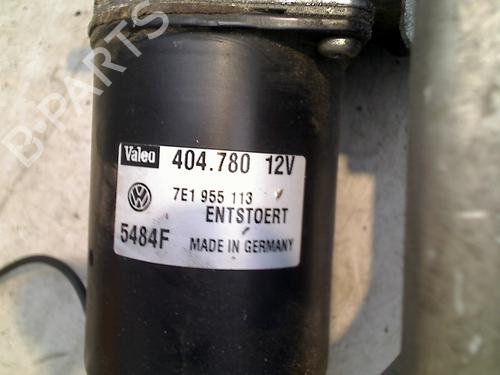 B-PARTS
Valeo 404.780 12V
7E1 955 113
ENTSTOERT
5484F MADE IN GERMANY